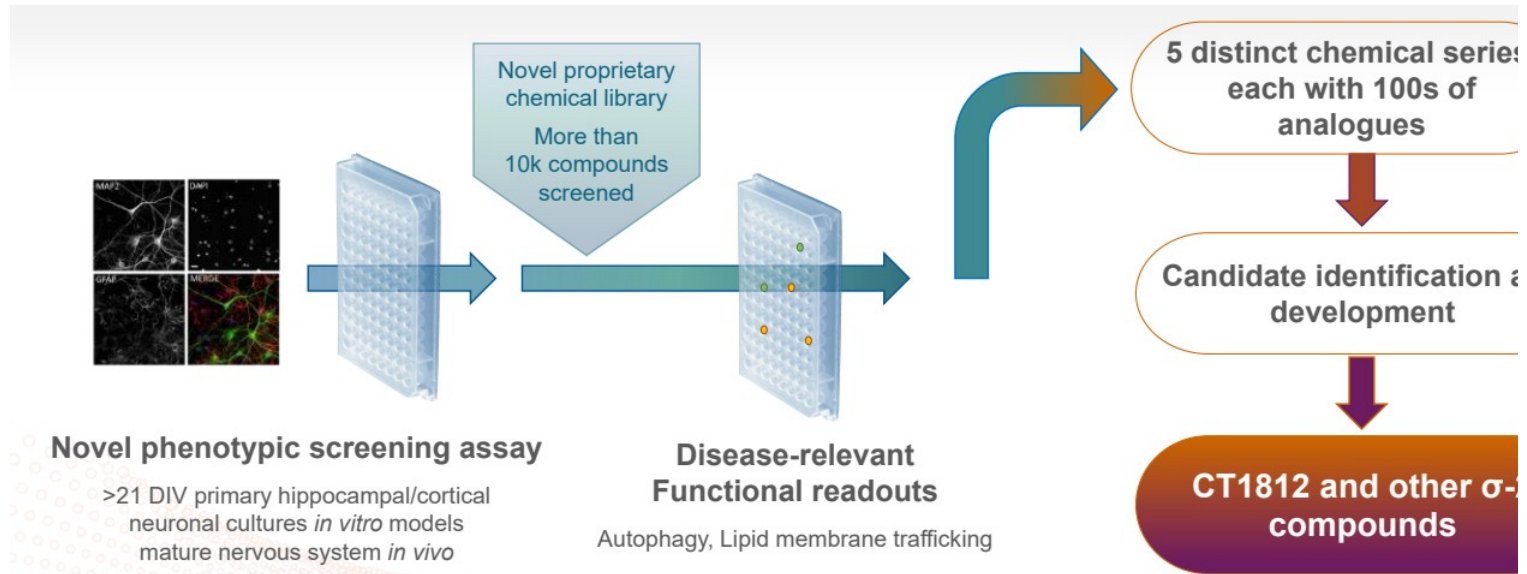 Novel proprietary
chemical library
More than
10k compounds
screened
MAP2
DAPI
GFAP
MERGE
Novel phenotypic screening assay
>21 DIV primary hippocampal/cortical
neuronal cultures in vitro models
mature nervous system in vivo
Disease-relevant
Functional readouts
Autophagy, Lipid membrane trafficking
5 distinct chemical series
each with 100s of
analogues
Candidate identification a
development
CT1812 and other σ-2
compounds